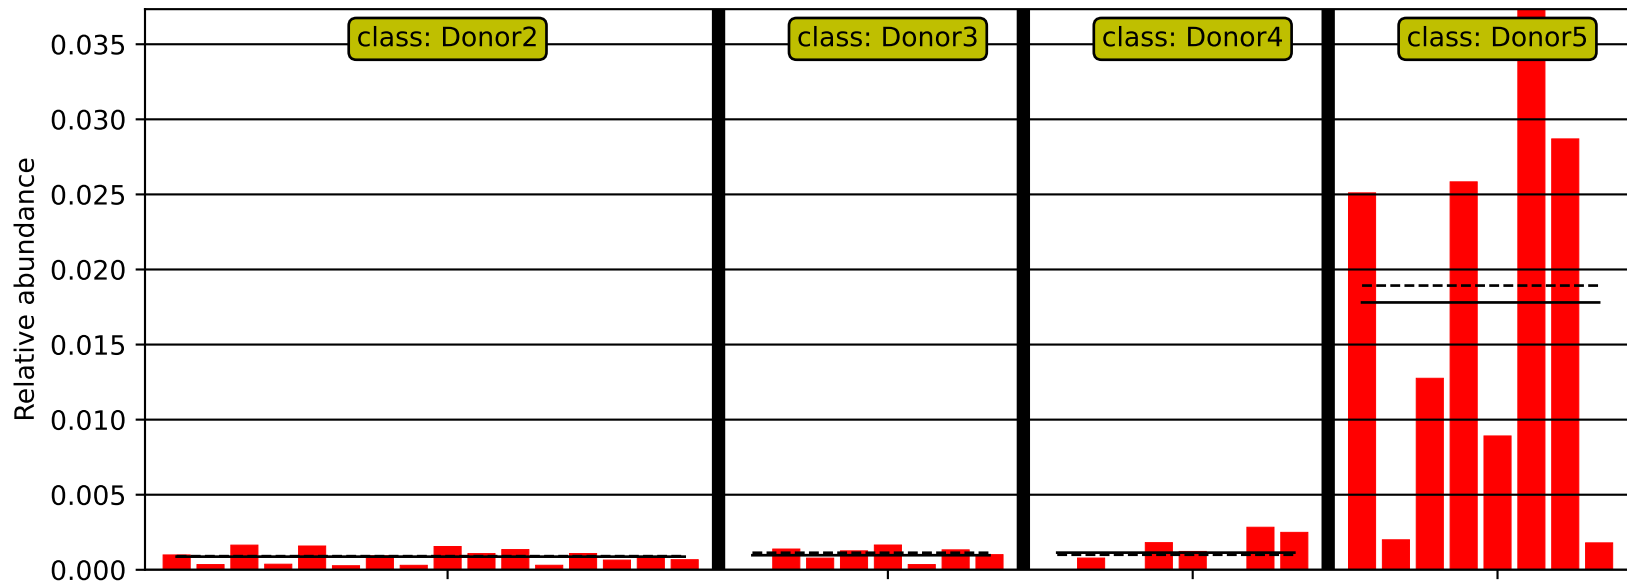 class: Donor2
class: Donor3
class: Donor4
class: Donor5
Relative abundance
0.035
0.030
0.025
0.020
0.015
0.010
0.005
0.000